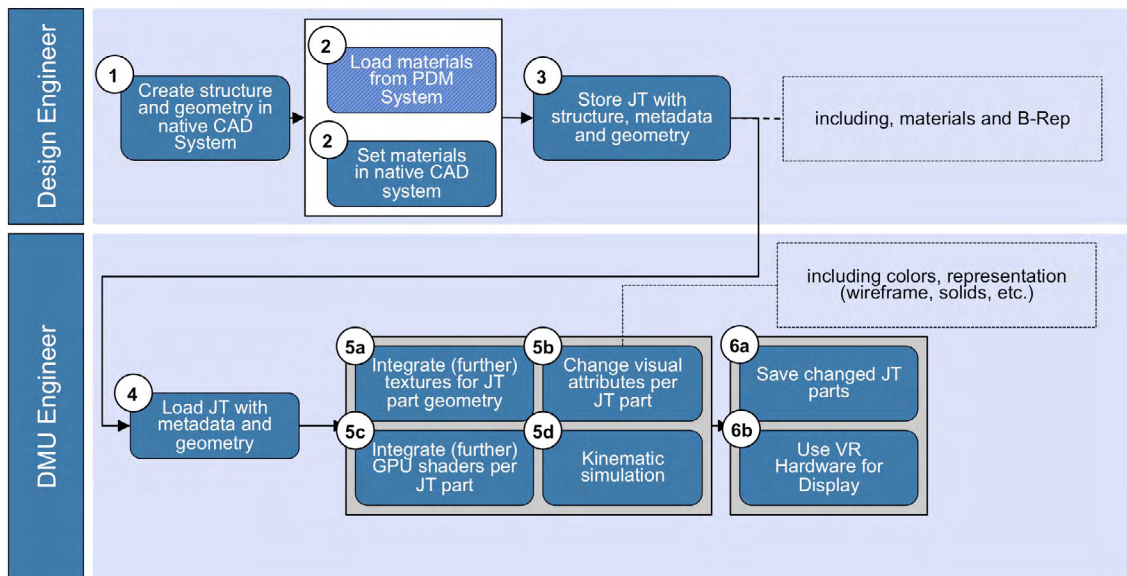 Design Engineer
1
Create structure
and geometry in
native CAD
System
2
Load materials
from PDM
System
2
Set materials
in native CAD
system
3
Store JT with
structure, metadata
and geometry
including, materials and B-Rep
DMU Engineer
including colors, representation
(wireframe, solids, etc.)
4
Load JT with
metadata and
geometry
5a
Integrate (further)
textures for JT
part geometry
5b
Change visual
attributes per
JT part
5c
Integrate (further)
GPU shaders per
JT part
5d
Kinematic
simulation
6a
Save changed JT
parts
6b
Use VR
Hardware for
Display